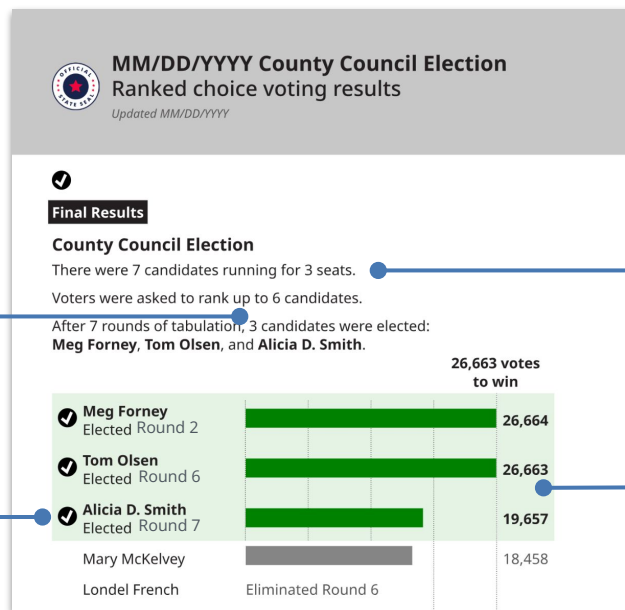 OFFICIAL
STATE SEAL
MM/DD/YYYY County Council Election
Ranked choice voting results
Updated MM/DD/YYYY
Final Results
County Council Election
There were 7 candidates running for 3 seats.
Voters were asked to rank up to 6 candidates.
After 7 rounds of tabulation, 3 candidates were elected:
Meg Forney, Tom Olsen, and Alicia D. Smith.
26,663 votes
to win
Meg Forney
Elected Round 2
26,664
Tom Olsen
Elected Round 6
26,663
Alicia D. Smith
Elected Round 7
19,657
Mary McKelvey
18,458
Londel French
Eliminated Round 6